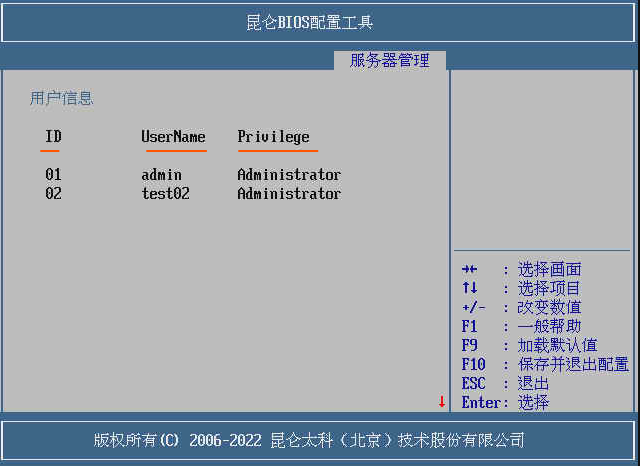 昆仑BIOS配置工具
服务器管理
用户信息
ID UserName Privilege
01 admin Administrator
02 test02 Administrator
→← : 选择画面
↑↓ : 选择项目
+/- : 改变数值
F1 : 一般帮助
F9 : 加载默认值
F10 : 保存并退出配置
ESC : 退出
Enter: 选择
↓
版权所有(C) 2006-2022 昆仑太科（北京）技术股份有限公司